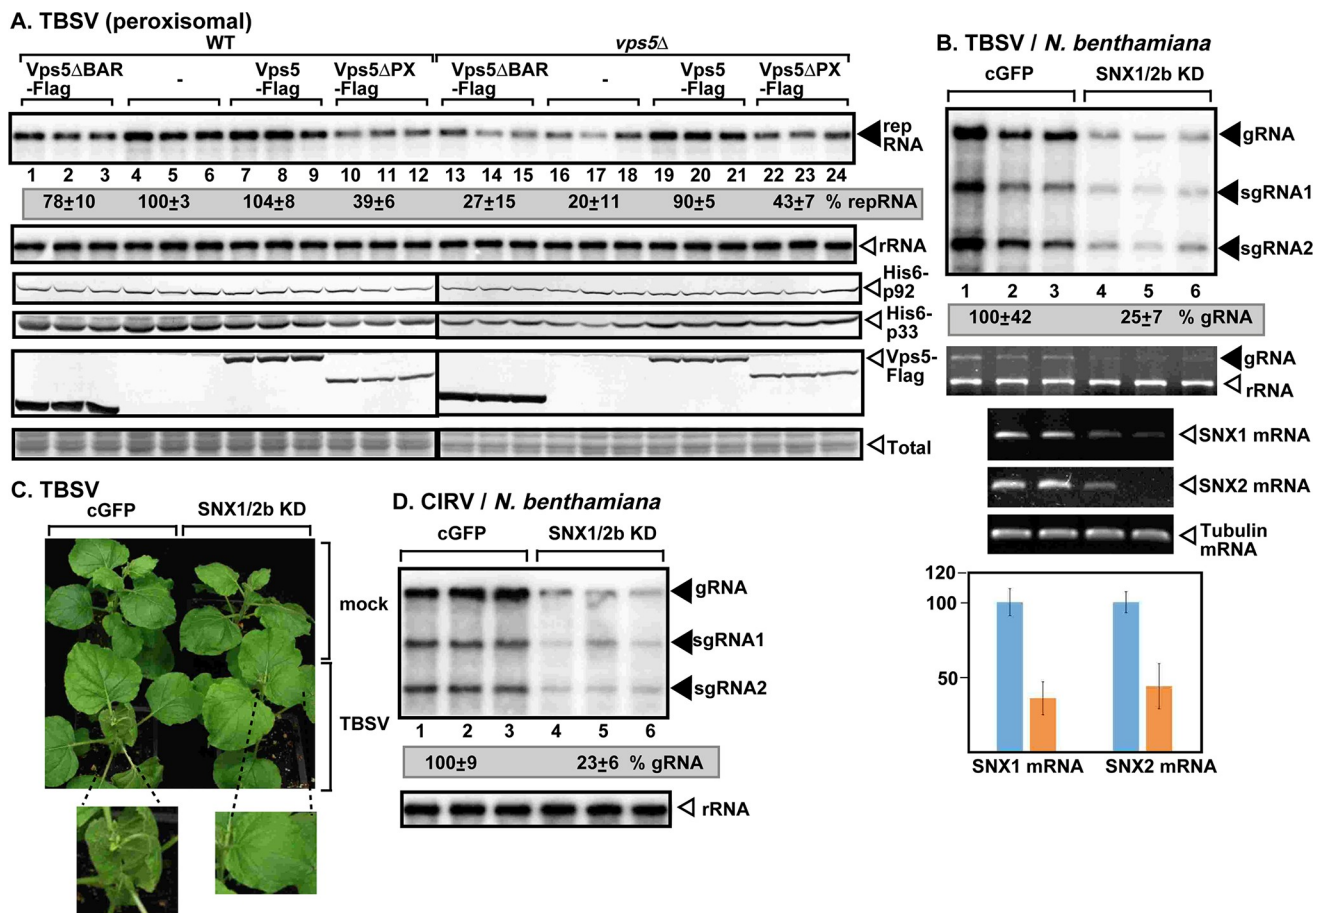 A. TBSV (peroxisomal)
WT
vps5Δ
Vps5ΔBAR
-Flag
-
Vps5
-Flag
Vps5ΔPX
-Flag
Vps5ΔBAR
-Flag
-
Vps5
-Flag
Vps5ΔPX
-Flag
rep
RNA
1 2 3 4 5 6 7 8 9 10 11 12 13 14 15 16 17 18 19 20 21 22 23 24
78±10 100±3 104±8 39±6 27±15 20±11 90±5 43±7 % repRNA
rRNA
His6-
p92
His6-
p33
Vps5-
Flag
Total
B. TBSV / N. benthamiana
cGFP SNX1/2b KD
gRNA
sgRNA1
sgRNA2
1 2 3 4 5 6
100±42 25±7 % gRNA
gRNA
rRNA
SNX1 mRNA
SNX2 mRNA
Tubulin
mRNA
120
100
50
SNX1 mRNA SNX2 mRNA
C. TBSV
cGFP SNX1/2b KD
mock
TBSV
D. CIRV / N. benthamiana
cGFP SNX1/2b KD
gRNA
sgRNA1
sgRNA2
1 2 3 4 5 6
100±9 23±6 % gRNA
rRNA